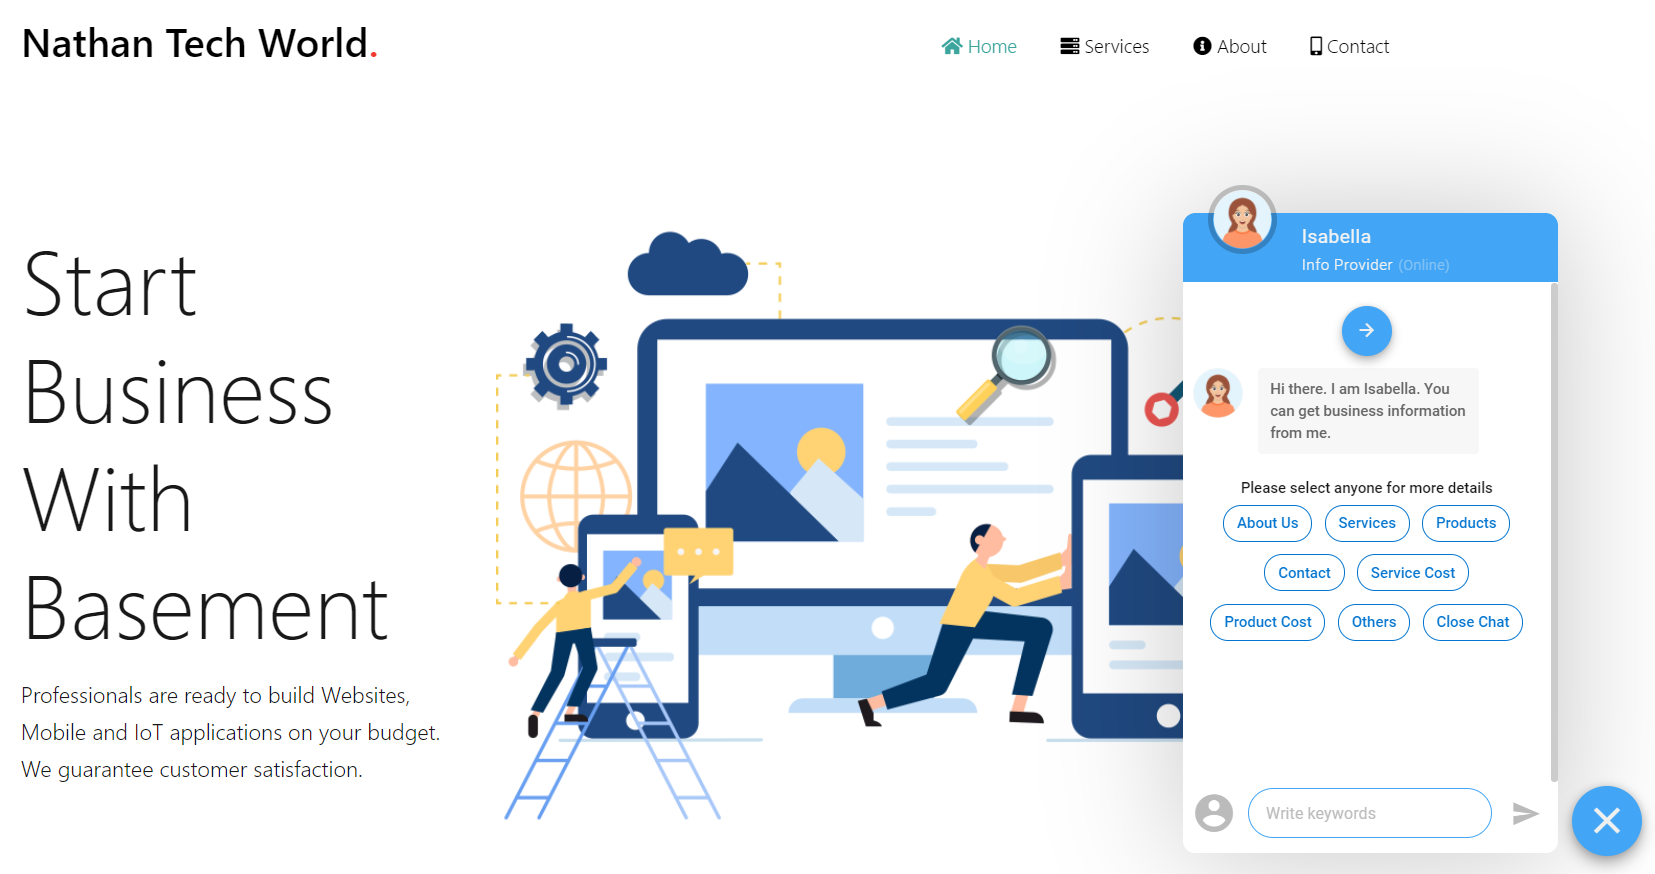 Nathan Tech World.
Home Services About Contact
Start
Business
With
Basement
Professionals are ready to build Websites,
Mobile and IoT applications on your budget.
We guarantee customer satisfaction.
Isabella
Info Provider (Online)
Hi there. I am Isabella. You
can get business information
from me.
Please select anyone for more details
About Us Services Products
Contact Service Cost
Product Cost Others Close Chat
Write keywords